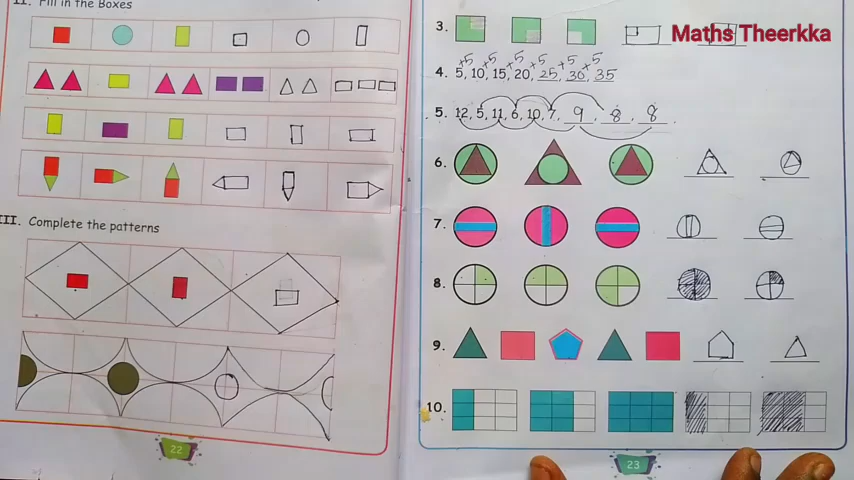 II. Fill in the Boxes
III. Complete the patterns
22
3.
Maths Theerkka
+5 +5 +5 +5 +5 +5
4. 5, 10, 15, 20, 25, 30, 35
5. 12, 5, 11, 6, 10, 7, 9, 8, 8.
6.
7.
8.
9.
10.
23